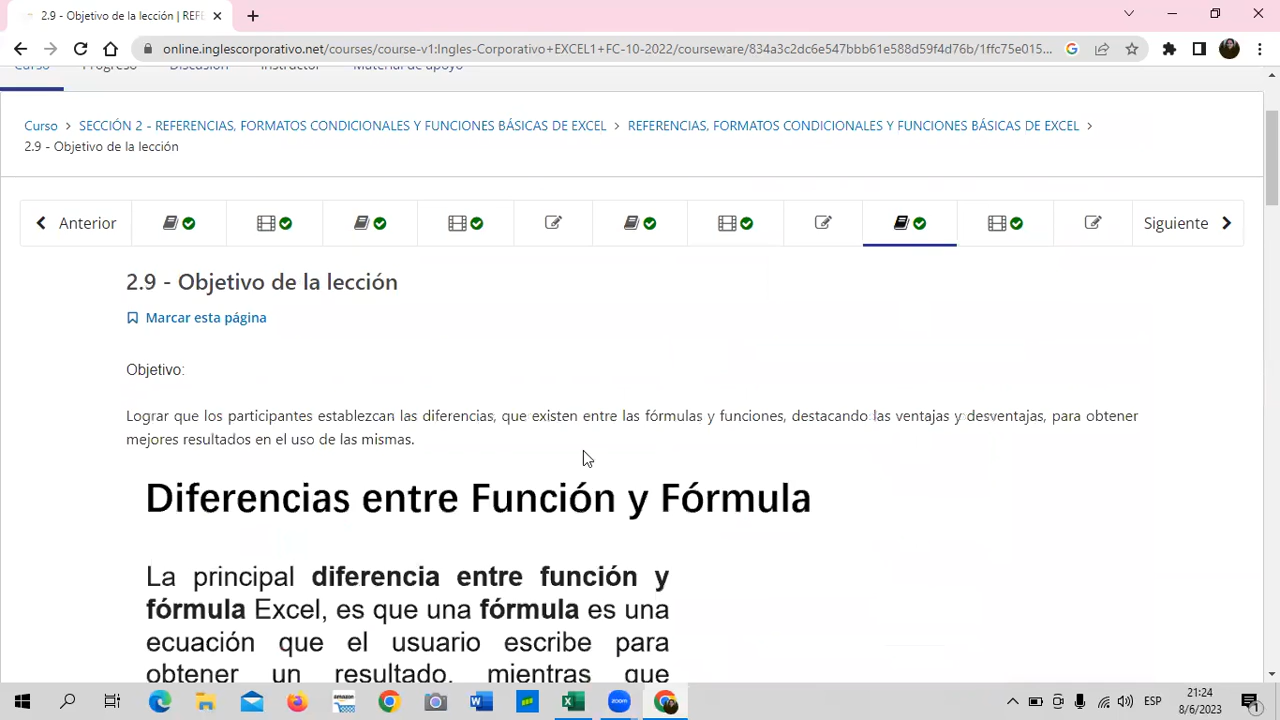 2.9 - Objetivo de la lección | REF
online.inglescorporativo.net/courses/course-v1:Ingles-Corporativo+EXCEL1+FC-10-2022/courseware/334a3c2dc6e547bbb61e588d59f4d76b/1ffc75e015...
Curso Progreso Discusión Instructor Material de apoyo
Curso > SECCIÓN 2 - REFERENCIAS, FORMATOS CONDICIONALES Y FUNCIONES BÁSICAS DE EXCEL > REFERENCIAS, FORMATOS CONDICIONALES Y FUNCIONES BÁSICAS DE EXCEL >
2.9 - Objetivo de la lección
Anterior Siguiente
2.9 - Objetivo de la lección
Marcar esta página
Objetivo:
Lograr que los participantes establezcan las diferencias, que existen entre las fórmulas y funciones, destacando las ventajas y desventajas, para obtener
mejores resultados en el uso de las mismas.
Diferencias entre Función y Fórmula
La principal diferencia entre función y
fórmula Excel, es que una fórmula es una
ecuación que el usuario escribe para
obtener un resultado, mientras que
amazon
zoom
ESP
21:24
8/6/2023
1